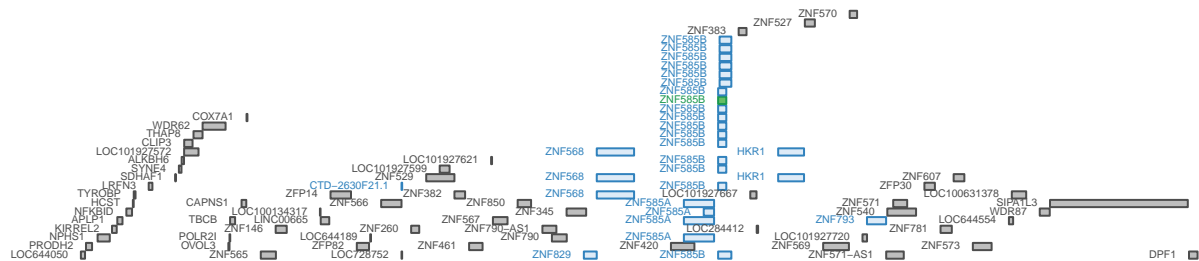 ZNF570
ZNF527
ZNF383
ZNF585B
ZNF585B
ZNF585B
ZNF585B
ZNF585B
ZNF585B
ZNF585B
ZNF585B
COX7A1 ZNF585B
WDR62 ZNF585B
THAP8 ZNF585B
CLIP3 ZNF585B
LOC101927572 ZNF568 HKR1
ALKBH6 LOC101927621 ZNF585B
SYNE4 LOC101927599 ZNF585B
SDHAF1 ZNF529 ZNF568 HKR1 ZNF607
LRFN3 CTD-2630F21.1 ZNF585B ZFP30
TYROBP ZFP14 ZNF382 ZNF568 LOC101927667 LOC100631378
HCST CAPNS1 ZNF566 ZNF850 ZNF585A ZNF571 SIPA1L3
NFKBID LOC100134317 ZNF345 ZNF585A ZNF540 WDR87
APLP1 TBCB LINC00665 ZNF567 ZNF585A ZNF793 LOC644554
KIRREL2 ZNF146 ZNF260 ZNF790-AS1 LOC284412 ZNF781
NPHS1 POLR2I LOC644189 ZNF790 ZNF585A LOC101927720
PRODH2 OVOL3 ZFP82 ZNF461 ZNF420 ZNF569 ZNF573
LOC644050 ZNF565 LOC728752 ZNF829 ZNF585B ZNF571-AS1 DPF1